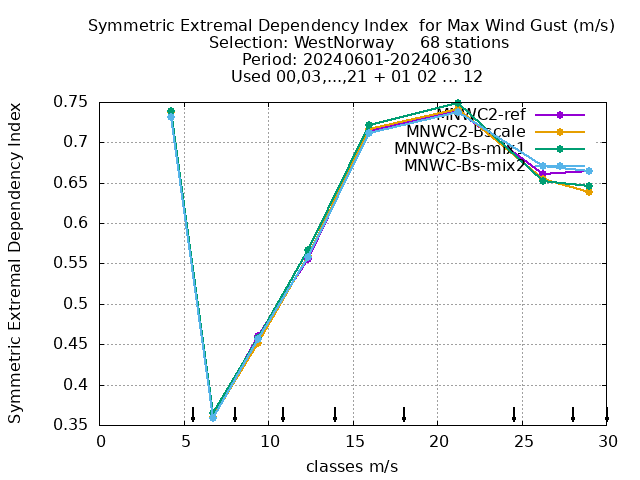 Symmetric Extremal Dependency Index  for Max Wind Gust (m/s)
Selection: WestNorway     68 stations
Period: 20240601-20240630
Used 00,03,...,21 + 01 02 ... 12
Symmetric Extremal Dependency Index
0.75
0.7
0.65
0.6
0.55
0.5
0.45
0.4
0.35
MNWC2-ref
MNWC2-Bscale
MNWC2-Bs-mix1
MNWC-Bs-mix2
0
5
10
15
20
25
30
classes m/s